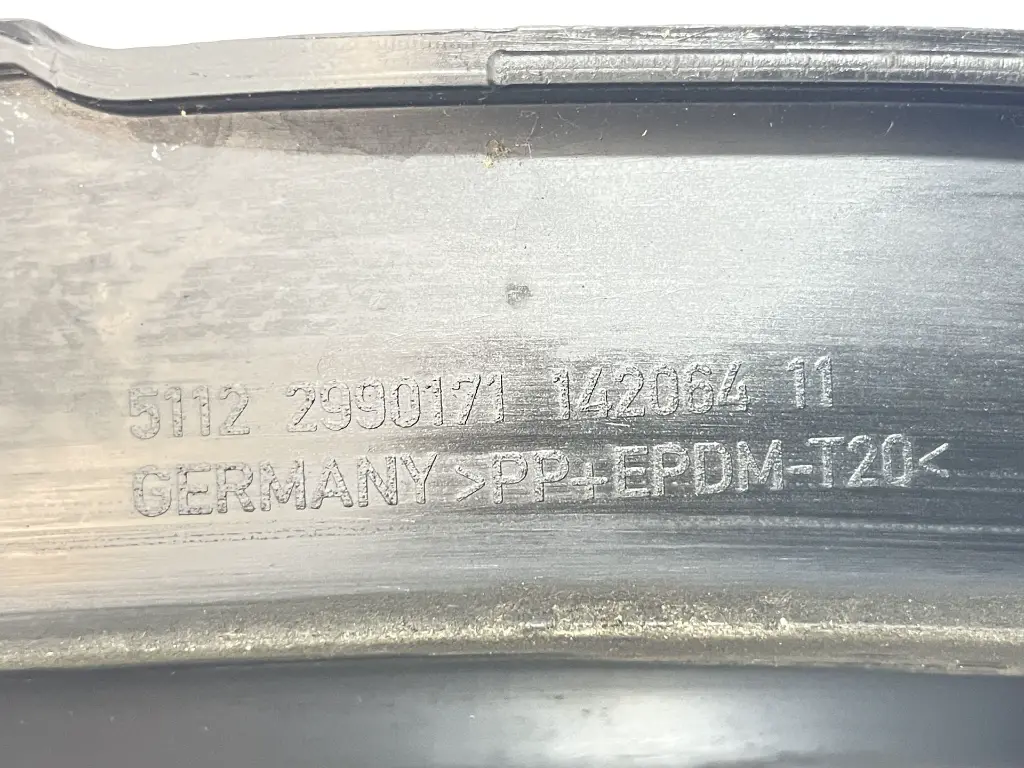 5112 2990171 142064 11
GERMANY >PP+EPDM-T20<